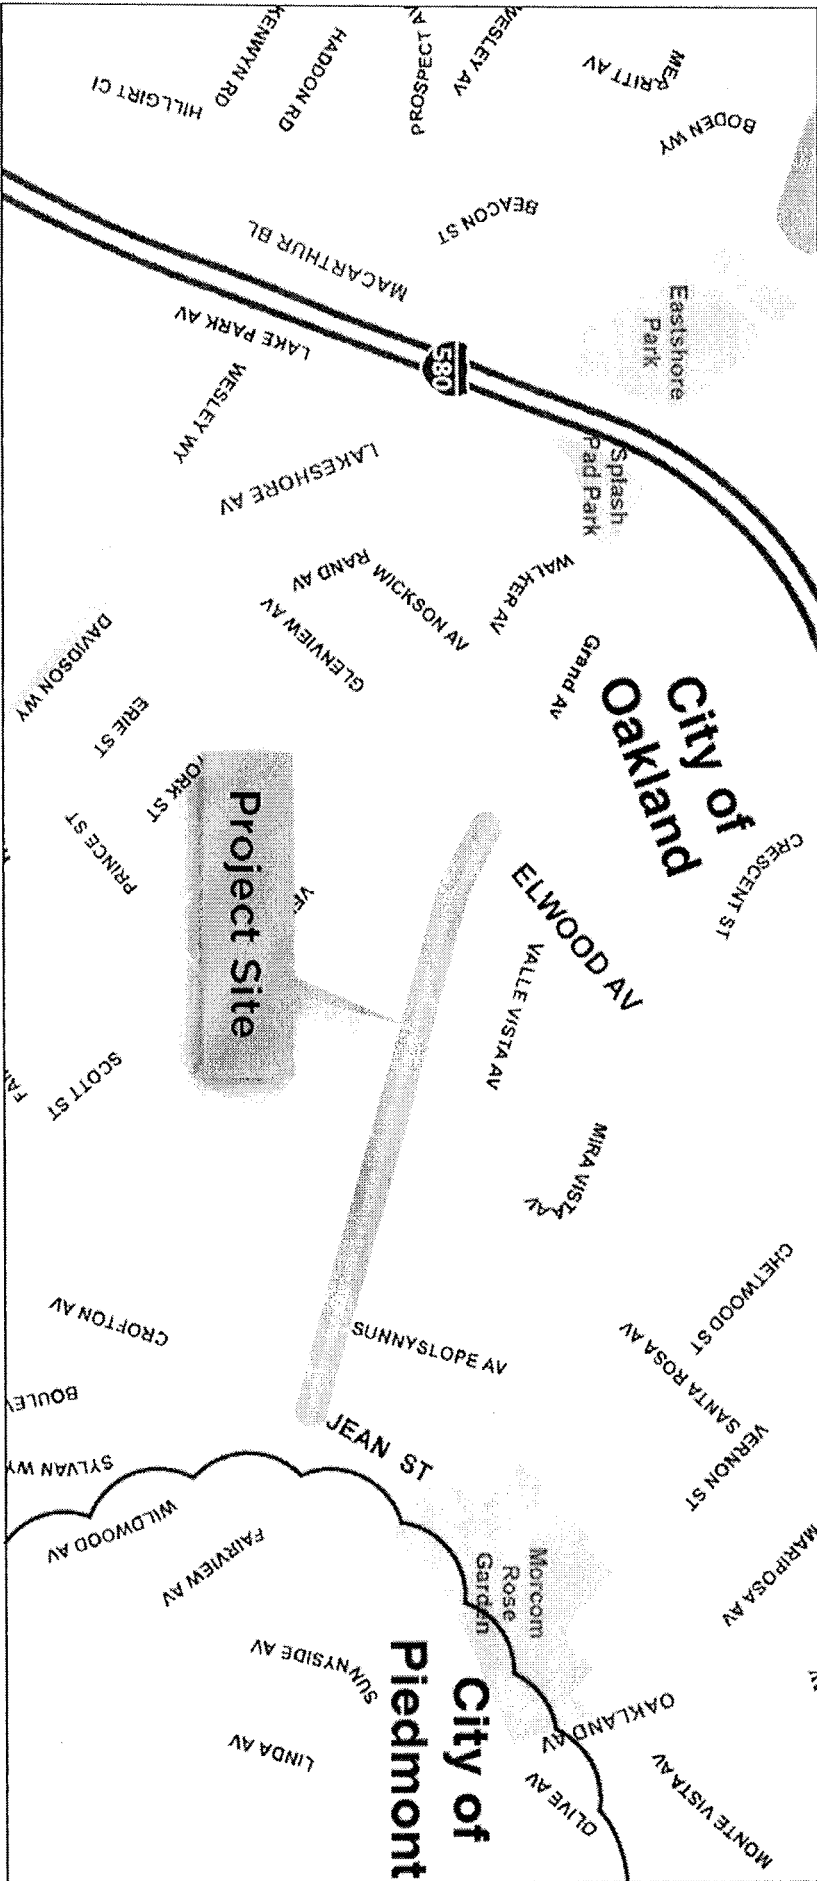 HILLGIRT CI
KENWYN RD
HADDON RD
PROSPECT AV
WESLEY AV
MERRITT AV
BODEN WY
BEACON ST
MACARTHUR BL
LAKE PARK AV
580
Eastshore
Park
WESLEY WY
LAKESHORE AV
Splash
Pad Park
RAND AV
WICKSON AV
WALKER AV
GLENVIEW AV
Grand AV
City of
Oakland
DAVIDSON WY
ERIE ST
YORK ST
PRINCE ST
Project Site
ELWOOD AV
CRESCENT ST
VALLE VISTA AV
SCOTT ST
MIRA VISTA AV
CHETWOOD ST
CROFTON AV
SUNNYSLOPE AV
SANTA ROSA AV
VERNON ST
BOULEV
JEAN ST
SYLVAN WY
WILDWOOD AV
FAIRVIEW AV
Morcom
Rose
Garden
MARIPOSA AV
SUNNYSIDE AV
City of
Piedmont
OAKLAND AV
LINDA AV
OLIVE AV
MONTE VISTA AV